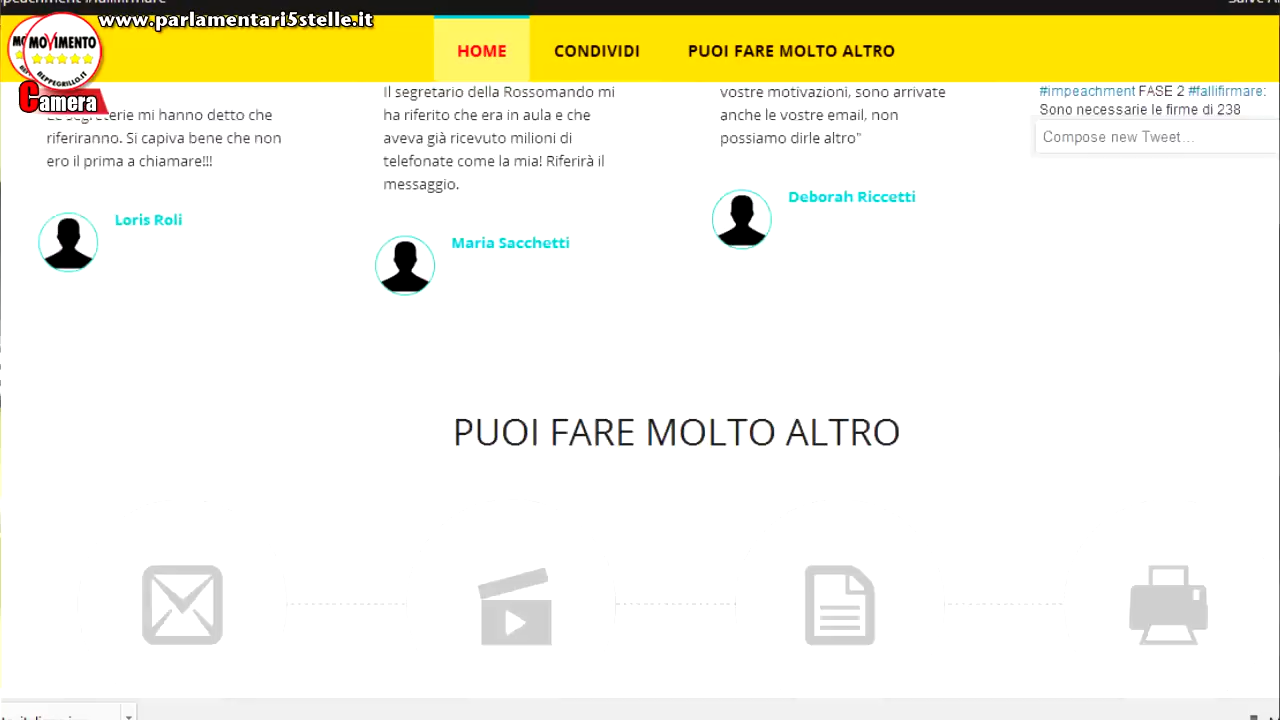 www.parlamentari5stelle.it
MOVIMENTO
BEPPEGRILLO.IT
Camera
HOME
CONDIVIDI
PUOI FARE MOLTO ALTRO
Le segreterie mi hanno detto che
riferiranno. Si capiva bene che non
ero il prima a chiamare!!!
Loris Roli
Il segretario della Rossomando mi
ha riferito che era in aula e che
aveva già ricevuto milioni di
telefonate come la mia! Riferirà il
messaggio.
Maria Sacchetti
vostre motivazioni, sono arrivate
anche le vostre email, non
possiamo dirle altro"
Deborah Riccetti
#impeachment FASE 2 #fallifirmare:
Sono necessarie le firme di 238
Compose new Tweet...
PUOI FARE MOLTO ALTRO